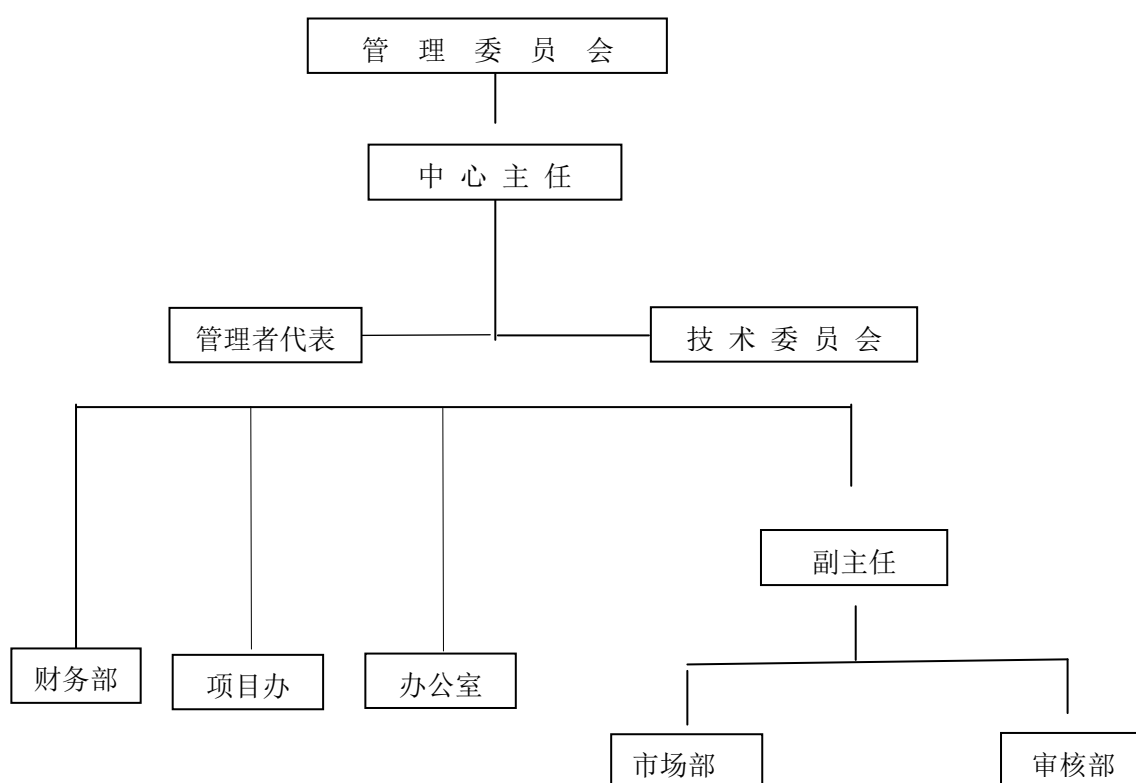 管 理 委 员 会
中 心 主 任
管理者代表
技 术 委 员 会
副主任
财务部
项目办
办公室
市场部
审核部